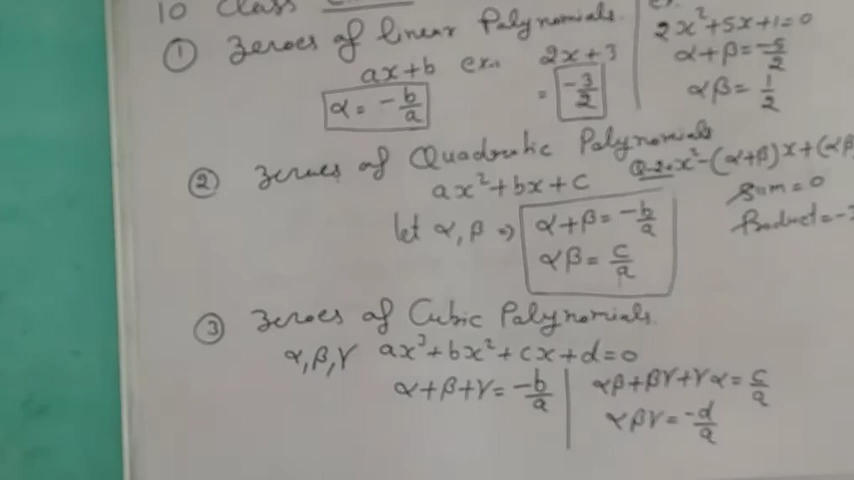 10 Class
① Zeroes of linear Polynomials.
ax+b ex. 2x+3
α = -b/a = -3/2
2x²+5x+1=0
α+β = -5/2
αβ = 1/2
② Zeroes of Quadratic Polynomials
ax²+bx+c
let α, β ⇒ α+β = -b/a
αβ = c/a
x²-(α+β)x+(αβ
Sum = 0
Product = -
③ Zeroes of Cubic Polynomials.
α,β,γ ax³+bx²+cx+d=0
α+β+γ = -b/a
αβ+βγ+γα = c/a
αβγ = -d/a